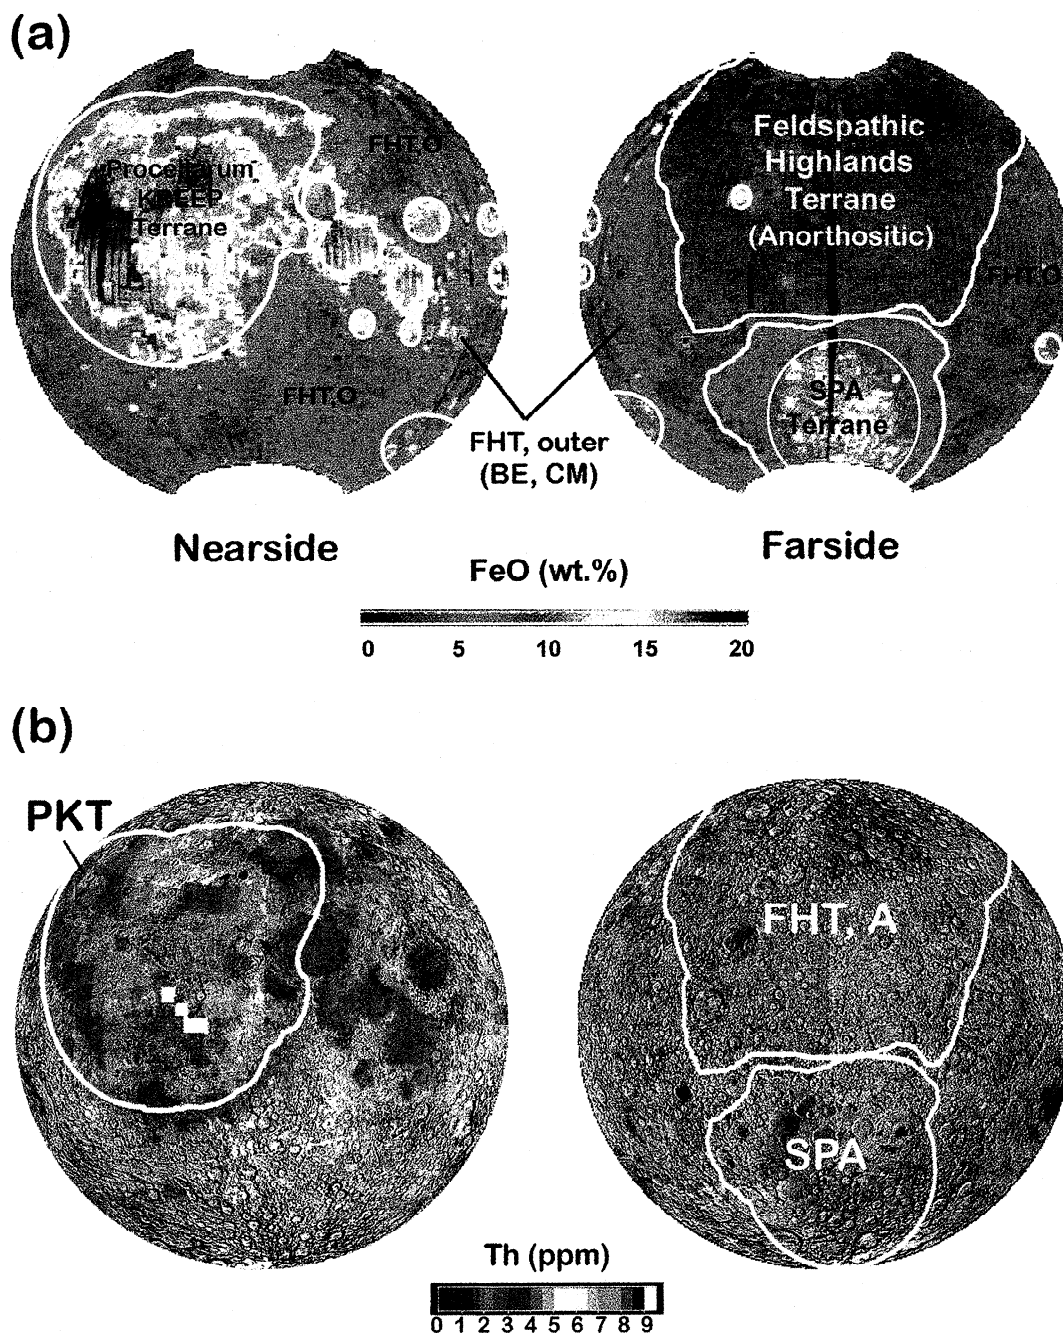 (a)
Procellarum
KREEP
Terrane
FHT,O
FHT,O
Feldspathic
Highlands
Terrane
(Anorthositic)
FHT,O
SPA
Terrane
FHT, outer
(BE, CM)
Nearside
Farside
FeO (wt.%)
0 5 10 15 20
(b)
PKT
FHT, A
SPA
Th (ppm)
0 1 2 3 4 5 6 7 8 9